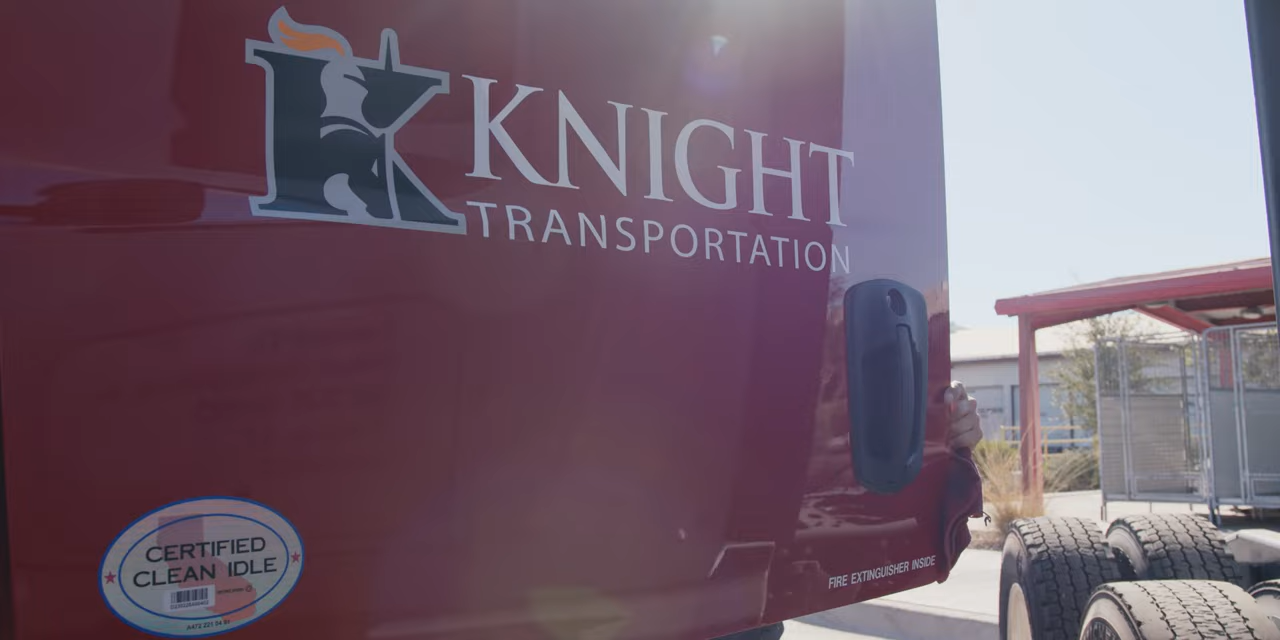 KNIGHT
TRANSPORTATION
CERTIFIED
CLEAN IDLE
FIRE EXTINGUISHER INSIDE